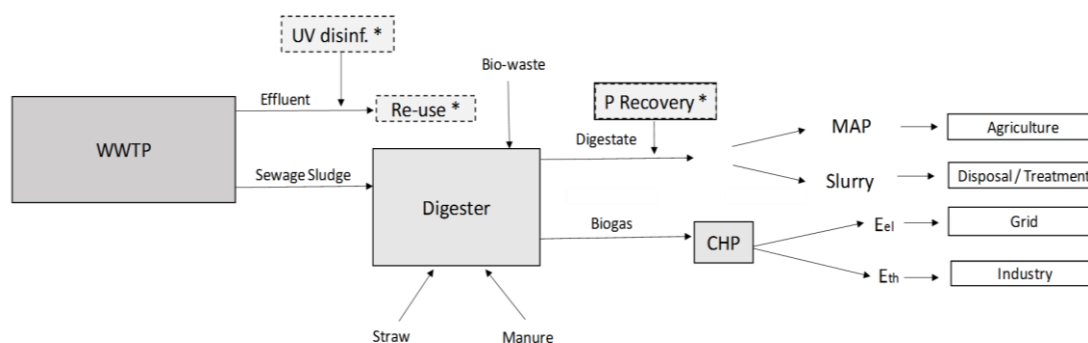 UV disinf. *
Bio-waste
Effluent
Re-use *
P Recovery *
WWTP
Digestate
MAP
Agriculture
Sewage Sludge
Slurry
Disposal / Treatment
Digester
Biogas
CHP
Eel
Grid
Eth
Industry
Straw
Manure